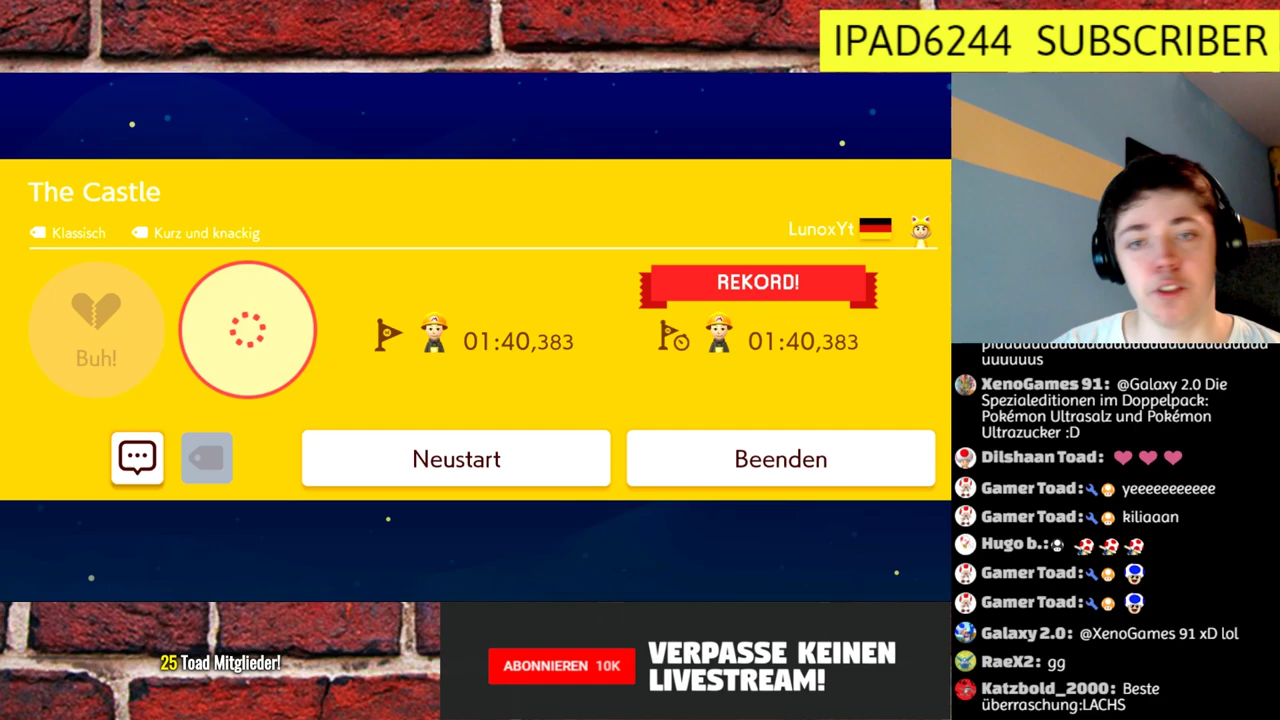 IPAD6244 SUBSCRIBER
The Castle
Klassisch
Kurz und knackig
LunoxYt
Buh!
01:40,383
REKORD!
01:40,383
Neustart
Beenden
25 Toad Mitglieder!
ABONNIEREN 10K
VERPASSE KEINEN
LIVESTREAM!
uuuuuus
XenoGames 91: @Galaxy 2.0 Die
Spezialeditionen im Doppelpack:
Pokémon Ultrasalz und Pokémon
Ultrazucker :D
Dilshaan Toad:
Gamer Toad: yeeeeeeeeeee
Gamer Toad: kiliaaan
Hugo b.:
Gamer Toad:
Gamer Toad:
Galaxy 2.0: @XenoGames 91 xD lol
RaeX2: gg
Katzbold_2000: Beste
überraschung:LACHS